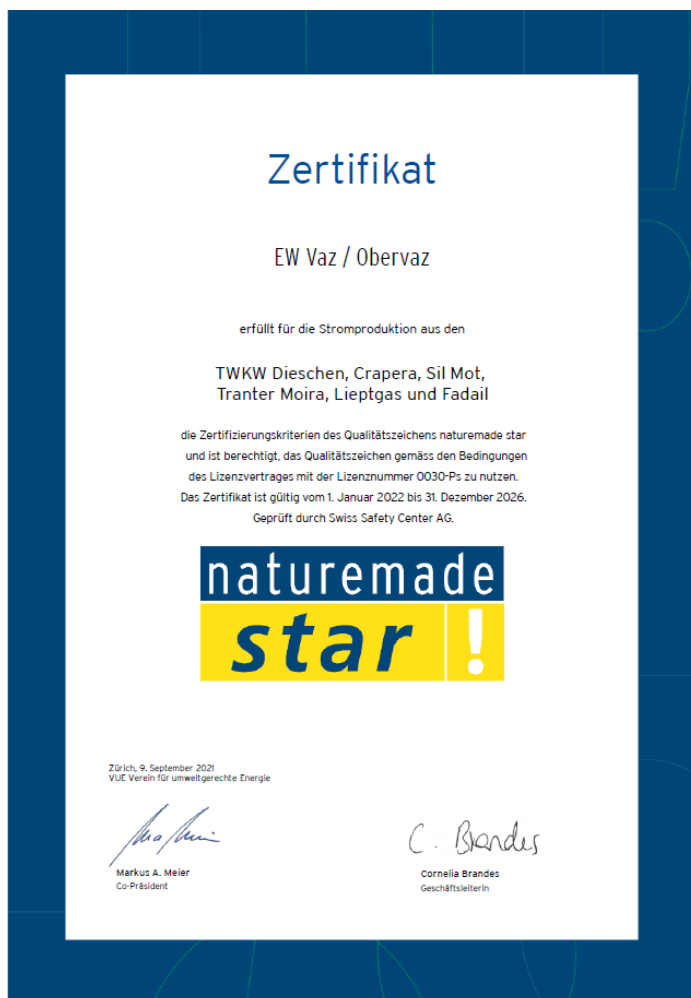 Zertifikat
EW Vaz / Obervaz
erfüllt für die Stromproduktion aus den
TWKW Dieschen, Crapera, Sil Mot,
Tranter Moira, Lieptgas und Fadail
die Zertifizierungskriterien des Qualitätszeichens naturemade star
und ist berechtigt, das Qualitätszeichen gemäss den Bedingungen
des Lizenzvertrages mit der Lizenznummer 0030-Ps zu nutzen.
Das Zertifikat ist gültig vom 1. Januar 2022 bis 31. Dezember 2026.
Geprüft durch Swiss Safety Center AG.
naturemade
star !
Zürich, 9. September 2021
VUE Verein für umweltgerechte Energie
C. Brandes
Markus A. Meier
Co-Präsident
Cornelia Brandes
Geschäftsleiterin